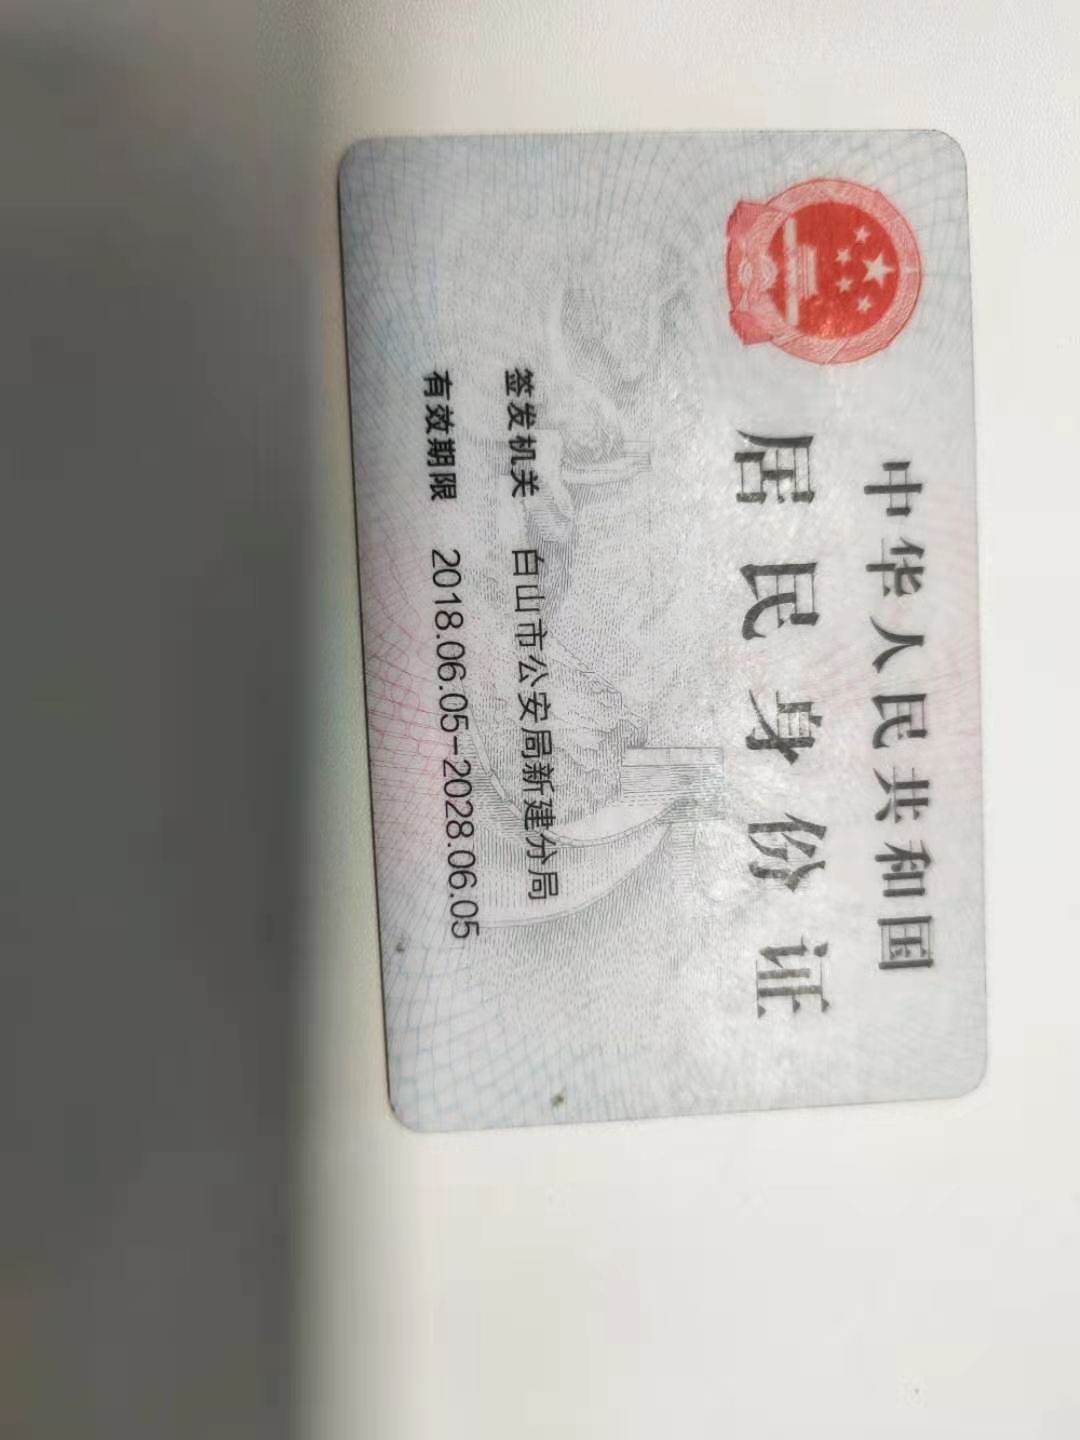 中华人民共和国
居民身份证
签发机关 白山市公安局新建分局
有效期限 2018.06.05-2028.06.05